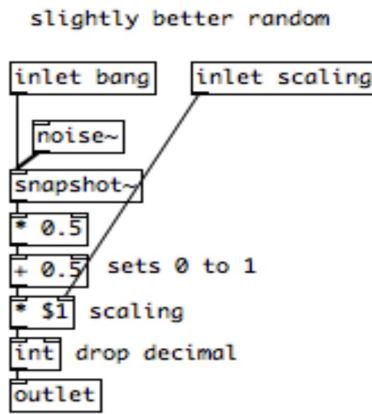 slightly better random
inlet bang
inlet scaling
noise~
snapshot~
* 0.5
+ 0.5
sets 0 to 1
* $1
scaling
int
drop decimal
outlet